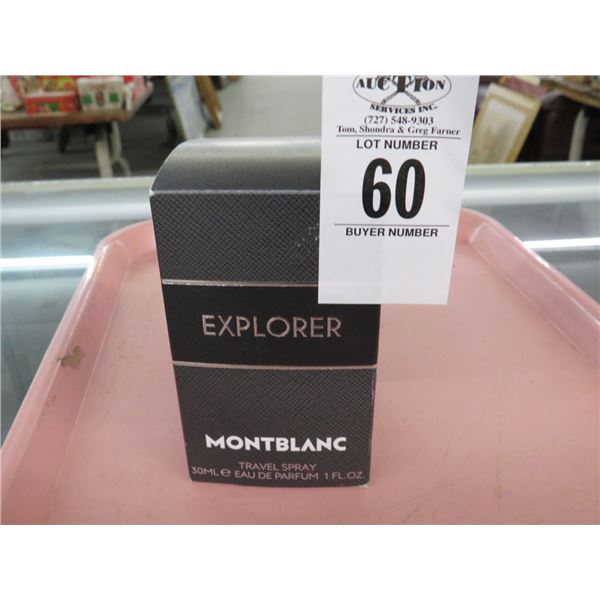 AUCTION
SERVICES INC.
(727) 548-9303
Tom, Shondra & Greg Farner
LOT NUMBER
60
BUYER NUMBER
EXPLORER
MONTBLANC
TRAVEL SPRAY
30ML ℮ EAU DE PARFUM 1 FL.OZ.